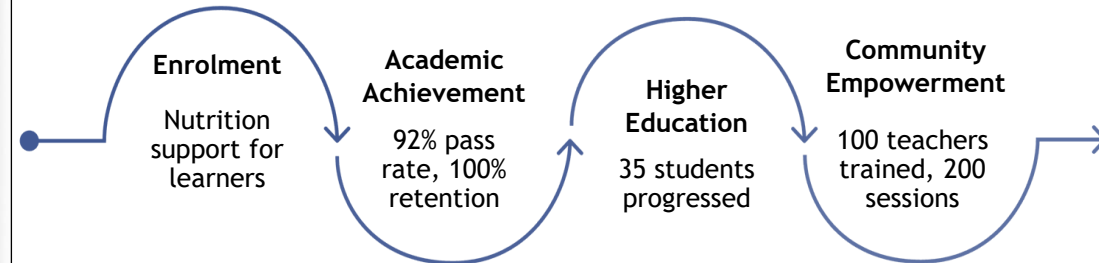 Enrolment
Nutrition
support for
learners
Academic
Achievement
92% pass
rate, 100%
retention
Higher
Education
35 students
progressed
Community
Empowerment
100 teachers
trained, 200
sessions